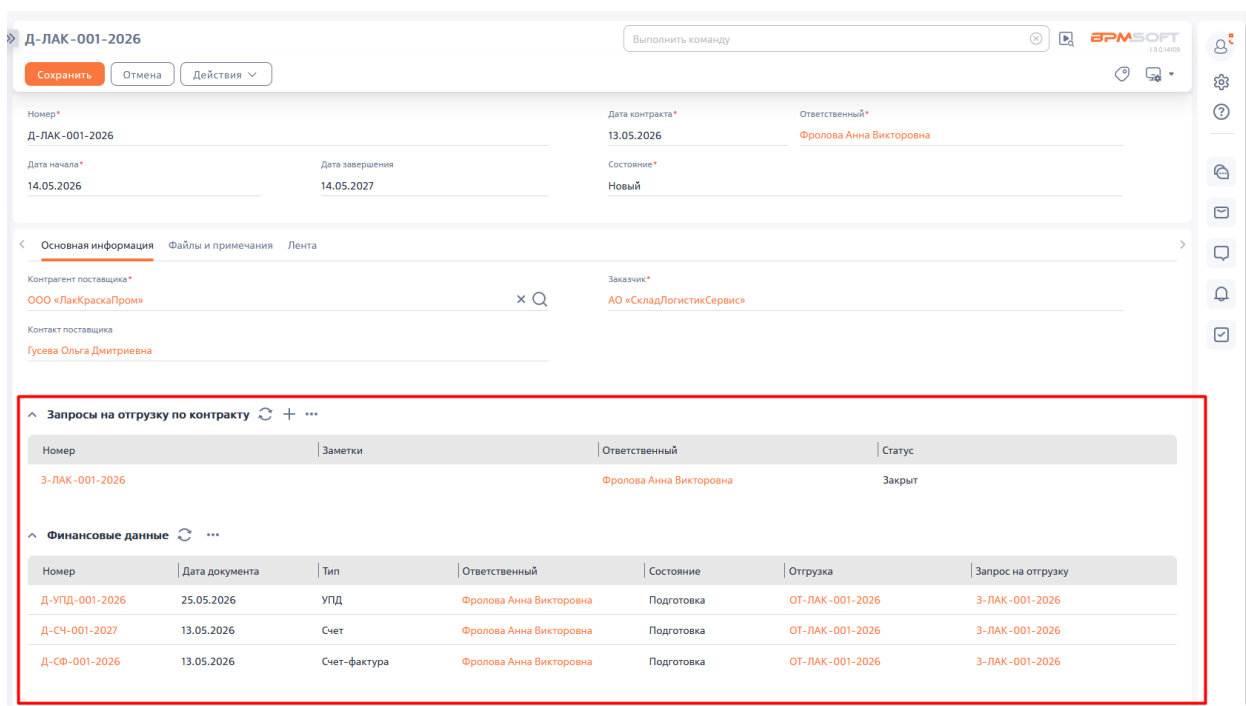 Д-ЛАК-001-2026 Выполнить команду BPMSOFT
1.9.0.14109
Сохранить Отмена Действия
Номер* Дата контракта* Ответственный*
Д-ЛАК-001-2026 13.05.2026 Фролова Анна Викторовна
Дата начала* Дата завершения Состояние*
14.05.2026 14.05.2027 Новый
Основная информация Файлы и примечания Лента
Контрагент поставщика* Заказчик*
ООО «ЛакКраскаПром» АО «СкладЛогистикСервис»
Контакт поставщика
Гусева Ольга Дмитриевна
Запросы на отгрузку по контракту
Номер Заметки Ответственный Статус
З-ЛАК-001-2026 Фролова Анна Викторовна Закрыт
Финансовые данные
Номер Дата документа Тип Ответственный Состояние Отгрузка Запрос на отгрузку
Д-УПД-001-2026 25.05.2026 УПД Фролова Анна Викторовна Подготовка ОТ-ЛАК-001-2026 З-ЛАК-001-2026
Д-СЧ-001-2027 13.05.2026 Счет Фролова Анна Викторовна Подготовка ОТ-ЛАК-001-2026 З-ЛАК-001-2026
Д-СФ-001-2026 13.05.2026 Счет-фактура Фролова Анна Викторовна Подготовка ОТ-ЛАК-001-2026 З-ЛАК-001-2026